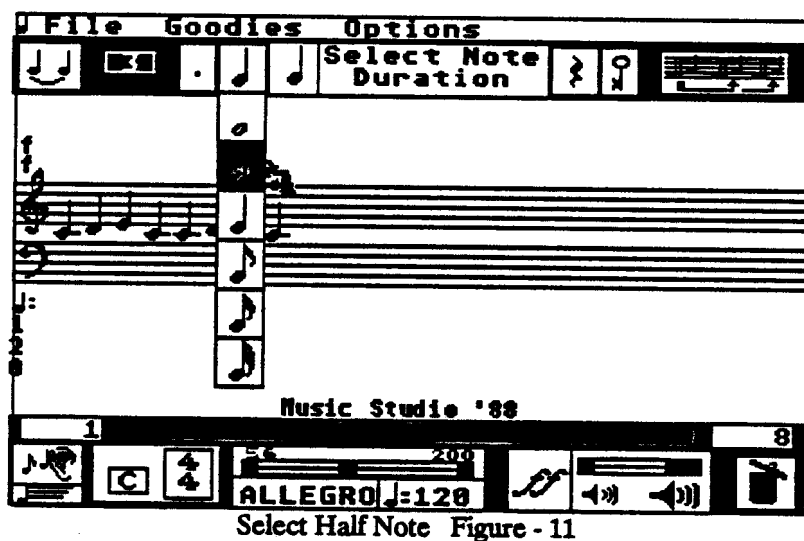 File Goodies Options
Select Note
Duration
Music Studio '88
1
8
56 200
C
4
4
ALLEGRO ♩=120
Select Half Note Figure - 11